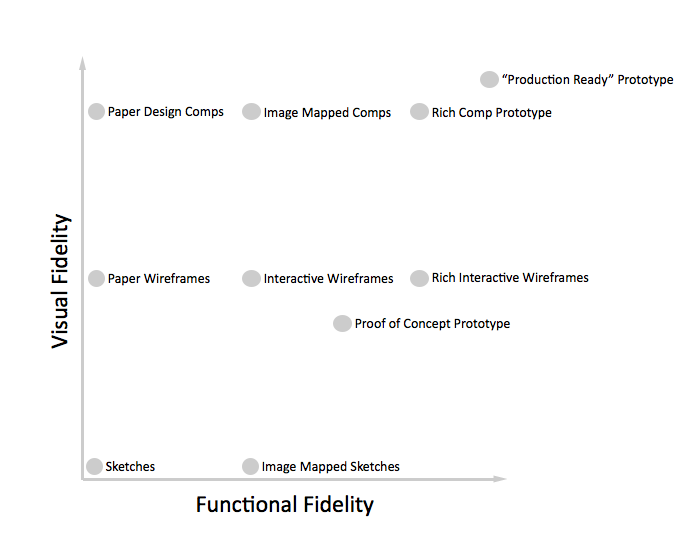 “Production Ready” Prototype
Paper Design Comps
Image Mapped Comps
Rich Comp Prototype
Visual Fidelity
Paper Wireframes
Interactive Wireframes
Rich Interactive Wireframes
Proof of Concept Prototype
Sketches
Image Mapped Sketches
Functional Fidelity